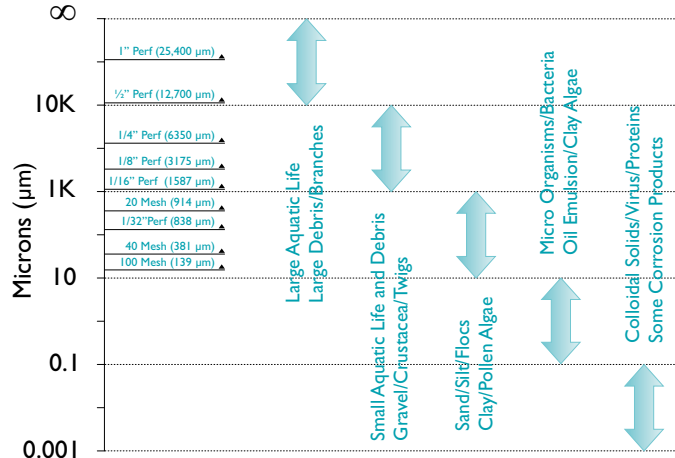 ∞
1” Perf (25,400 µm)
½” Perf (12,700 µm)
10K
1/4” Perf (6350 µm)
1/8” Perf (3175 µm)
1/16” Perf (1587 µm)
1K
20 Mesh (914 µm)
1/32”Perf (838 µm)
40 Mesh (381 µm)
100 Mesh (139 µm)
10
0.1
0.001
Microns (µm)
Large Aquatic Life
Large Debris/Branches
Small Aquatic Life and Debris
Gravel/Crustacea/Twigs
Sand/Silt/Flocs
Clay/Pollen Algae
Micro Organisms/Bacteria
Oil Emulsion/Clay Algae
Colloidal Solids/Virus/Proteins
Some Corrosion Products